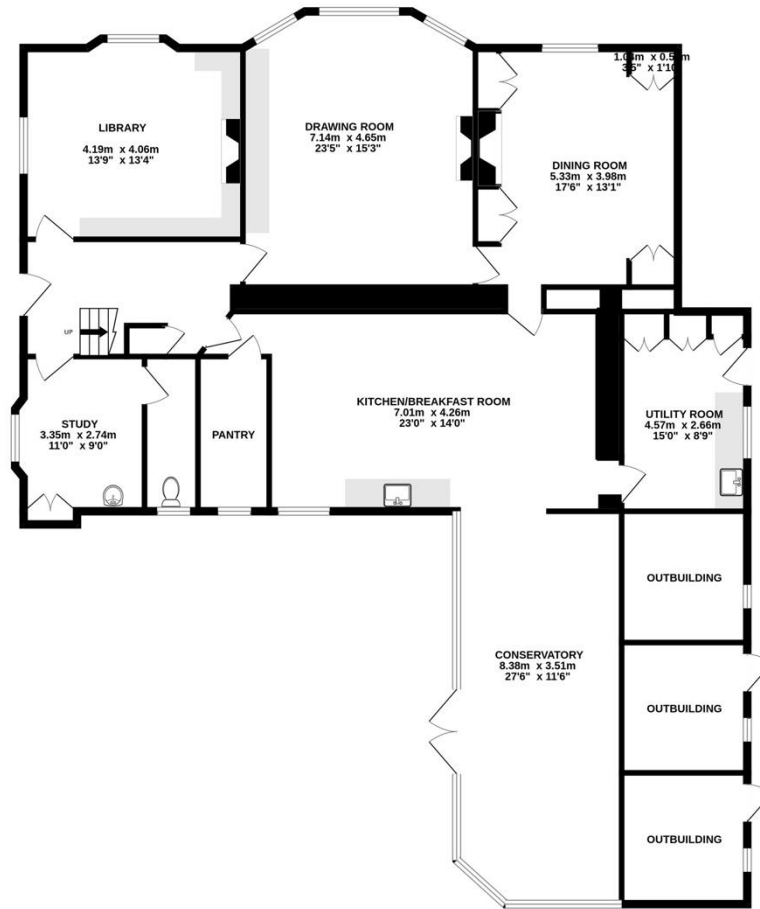 LIBRARY
4.19m x 4.06m
13'9" x 13'4"
DRAWING ROOM
7.14m x 4.65m
23'5" x 15'3"
DINING ROOM
5.33m x 3.98m
17'6" x 13'1"
UP
STUDY
3.35m x 2.74m
11'0" x 9'0"
PANTRY
KITCHEN/BREAKFAST ROOM
7.01m x 4.26m
23'0" x 14'0"
UTILITY ROOM
4.57m x 2.66m
15'0" x 8'9"
OUTBUILDING
CONSERVATORY
8.38m x 3.51m
27'6" x 11'6"
OUTBUILDING
OUTBUILDING